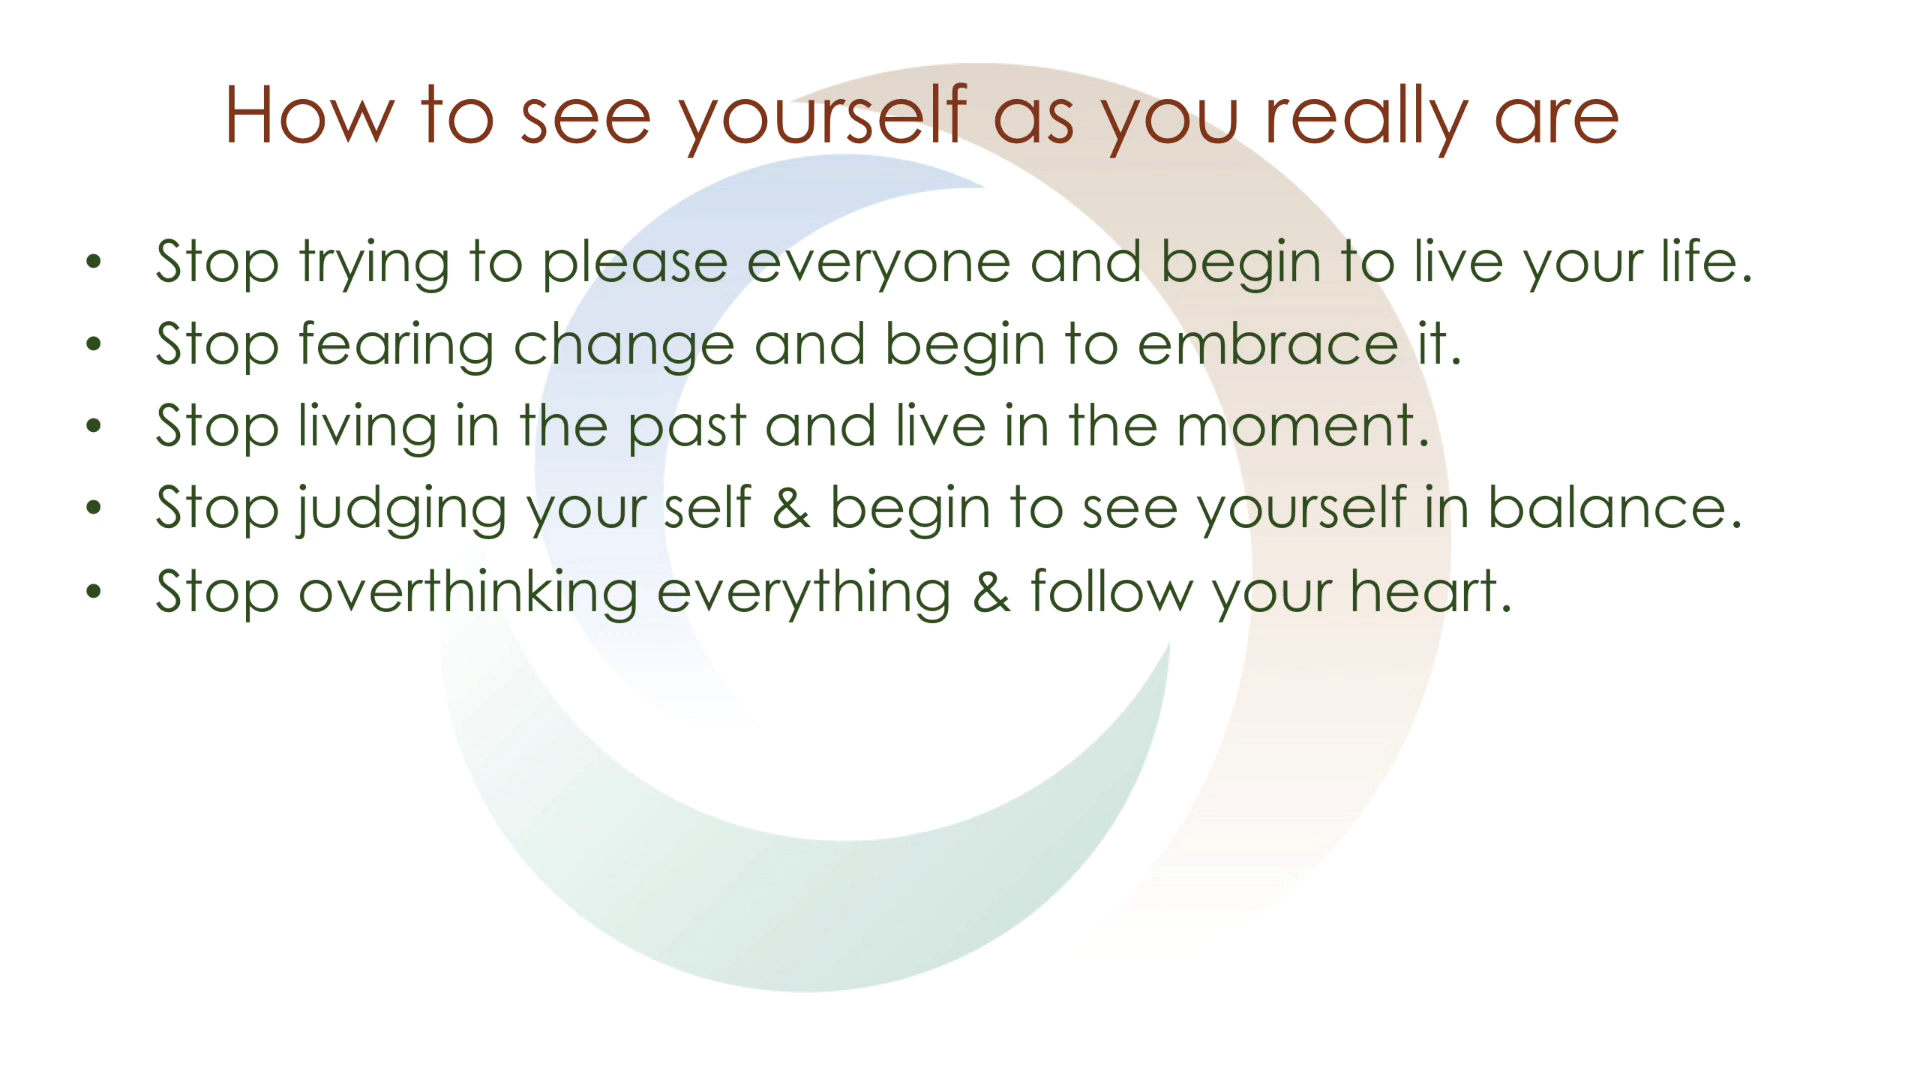 How to see yourself as you really are
• Stop trying to please everyone and begin to live your life.
• Stop fearing change and begin to embrace it.
• Stop living in the past and live in the moment.
• Stop judging your self & begin to see yourself in balance.
• Stop overthinking everything & follow your heart.